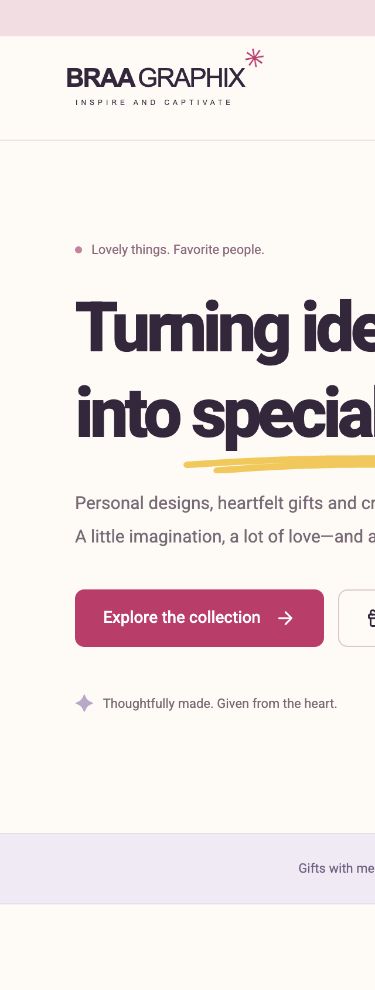 BRAA GRAPHIX
INSPIRE AND CAPTIVATE
Lovely things. Favorite people.
Turning ide
into special
Personal designs, heartfelt gifts and cr
A little imagination, a lot of love—and a
Explore the collection
Thoughtfully made. Given from the heart.
Gifts with me